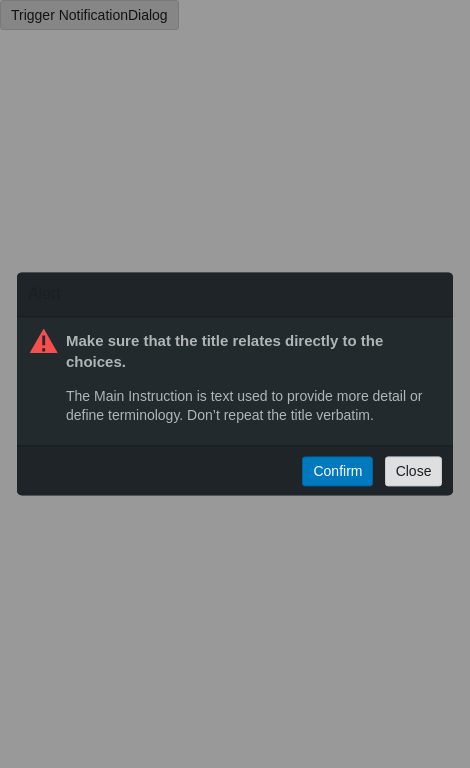 Trigger NotificationDialog
Alert
Make sure that the title relates directly to the
choices.
The Main Instruction is text used to provide more detail or
define terminology. Don’t repeat the title verbatim.
Confirm
Close